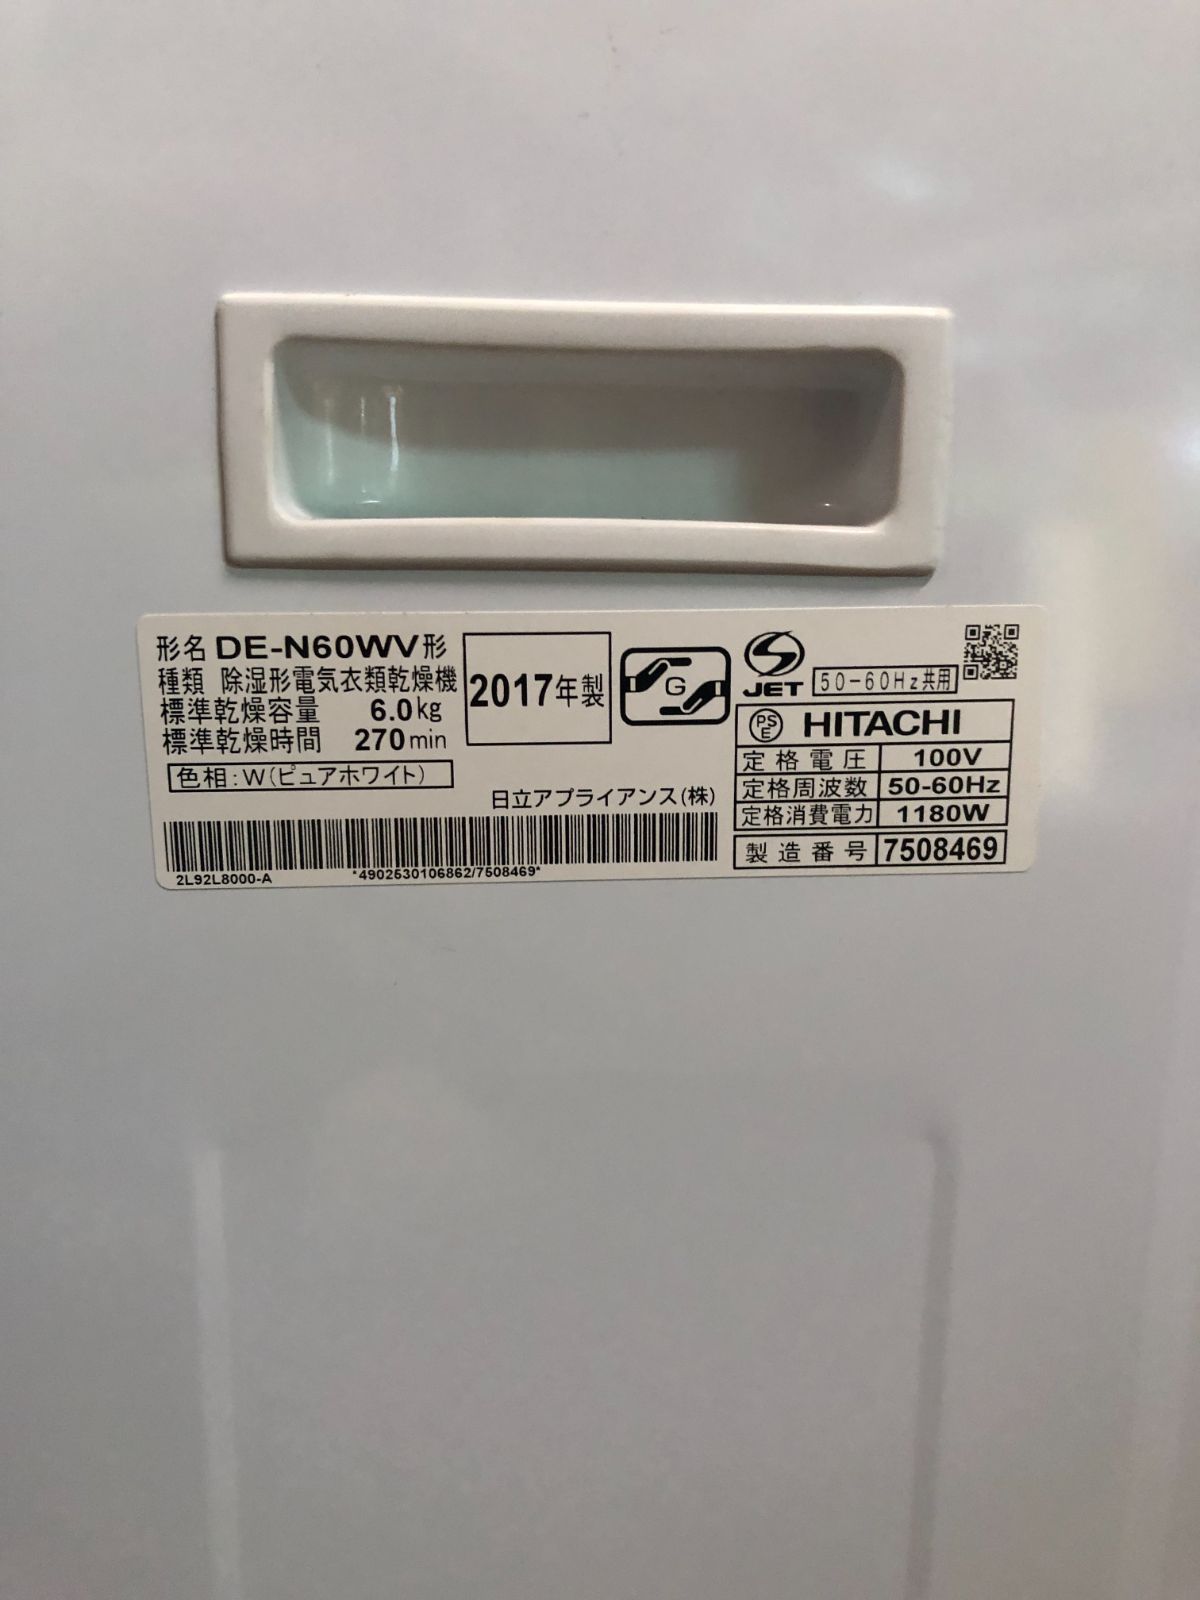 形名 DE-N60WV形
種類 除湿形電気衣類乾燥機
標準乾燥容量 6.0kg
標準乾燥時間 270min
色相:W(ピュアホワイト)
2017年製
G
JET
50-60Hz共用
PSE HITACHI
定格電圧 100V
定格周波数 50-60Hz
定格消費電力 1180W
製造番号 7508469
日立アプライアンス(株)
2L92L8000-A
*4902530106862/7508469*